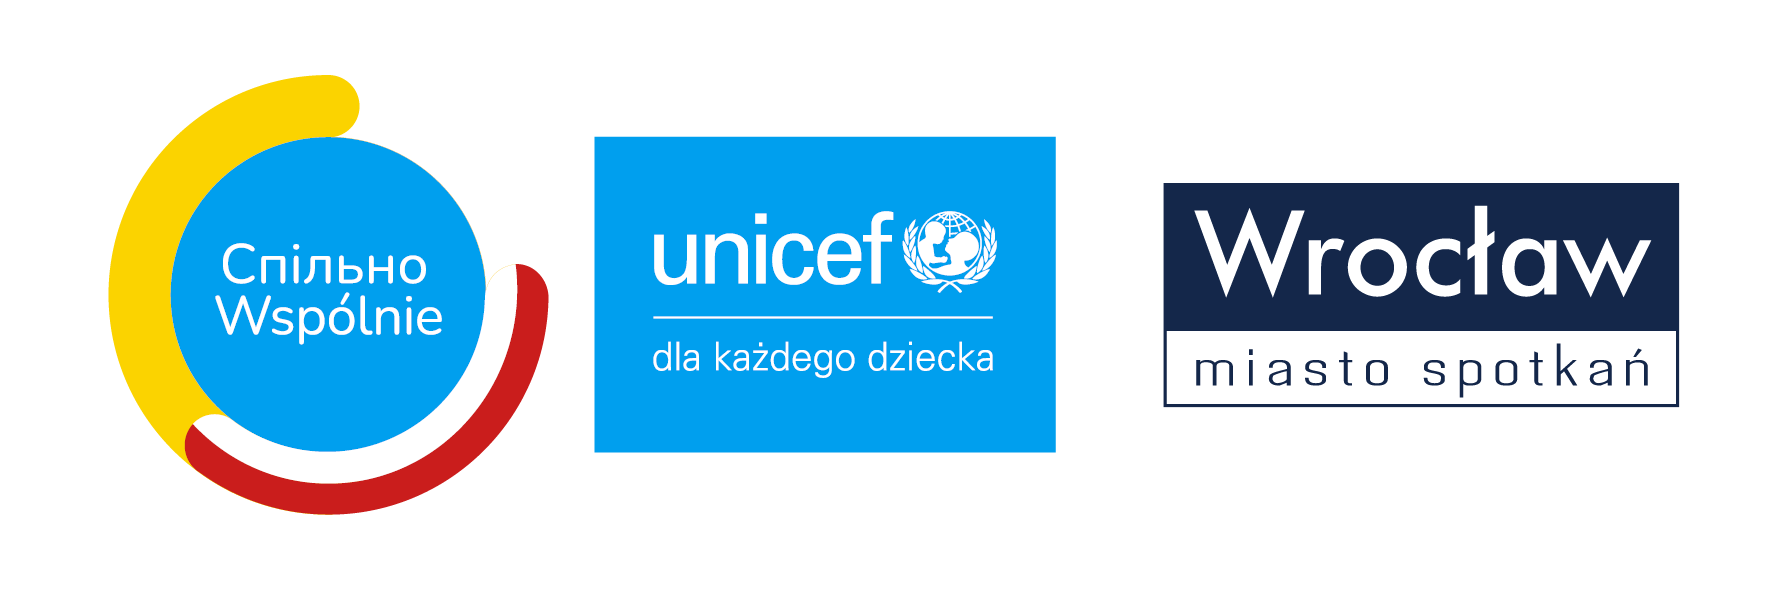 Спільно
Wspólnie
unicef
dla każdego dziecka
Wrocław
miasto spotkań